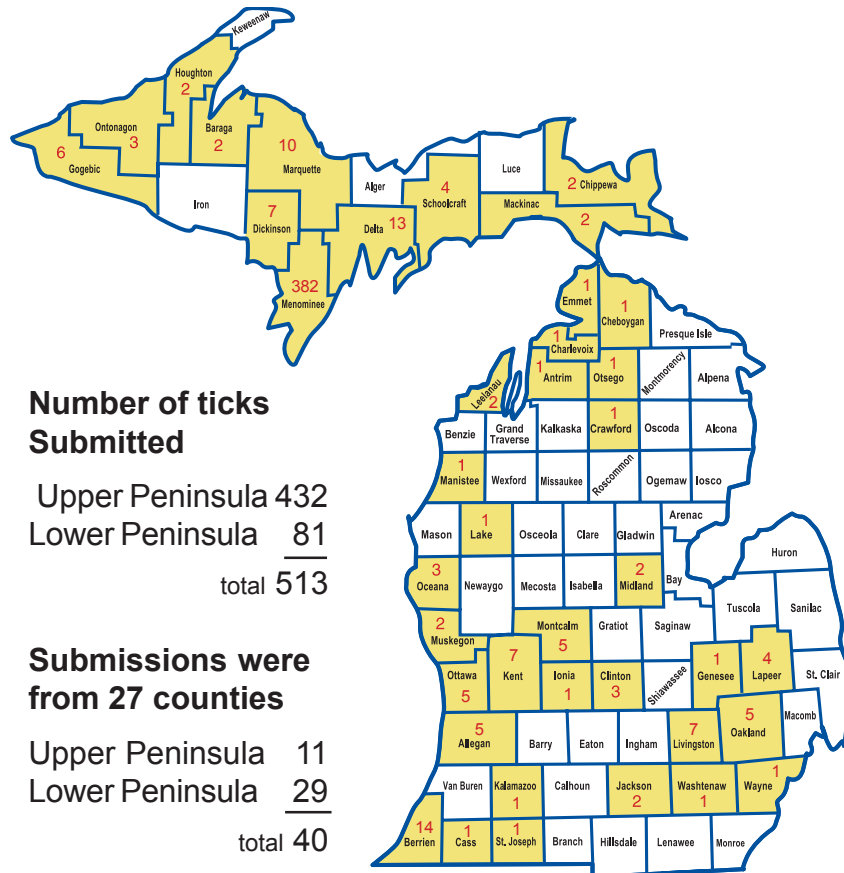 Keweenaw
Houghton
2
Ontonagon
3
Baraga
2
6
Gogebic
10
Marquette
Iron
7
Dickinson
Alger
4
Schoolcraft
Luce
2 Chippewa
Mackinac
2
Delta 13
382
Menominee
1
Emmet
1
Cheboygan
Presque Isle
1
Charlevoix
1
Antrim
1
Otsego
Montmorency
Alpena
Leelanau
2
Benzie
Grand
Traverse
Kalkaska
1
Crawford
Oscoda
Alcona
1
Manistee
Wexford
Missaukee
Roscommon
Ogemaw
Iosco
Arenac
Mason
1
Lake
Osceola
Clare
Gladwin
Huron
3
Oceana
Newaygo
Mecosta
Isabella
2
Midland
Bay
Tuscola
Sanilac
2
Muskegon
Montcalm
5
Gratiot
Saginaw
Ottawa
5
7
Kent
Ionia
1
Clinton
3
Shiawassee
1
Genesee
4
Lapeer
St. Clair
5
Allegan
Barry
Eaton
Ingham
7
Livingston
5
Oakland
Macomb
Van Buren
Kalamazoo
1
Calhoun
Jackson
2
Washtenaw
1
Wayne 1
14
Berrien
1
Cass
1
St. Joseph
Branch
Hillsdale
Lenawee
Monroe
Number of ticks
Submitted
Upper Peninsula 432
Lower Peninsula 81
total 513
Submissions were
from 27 counties
Upper Peninsula 11
Lower Peninsula 29
total 40